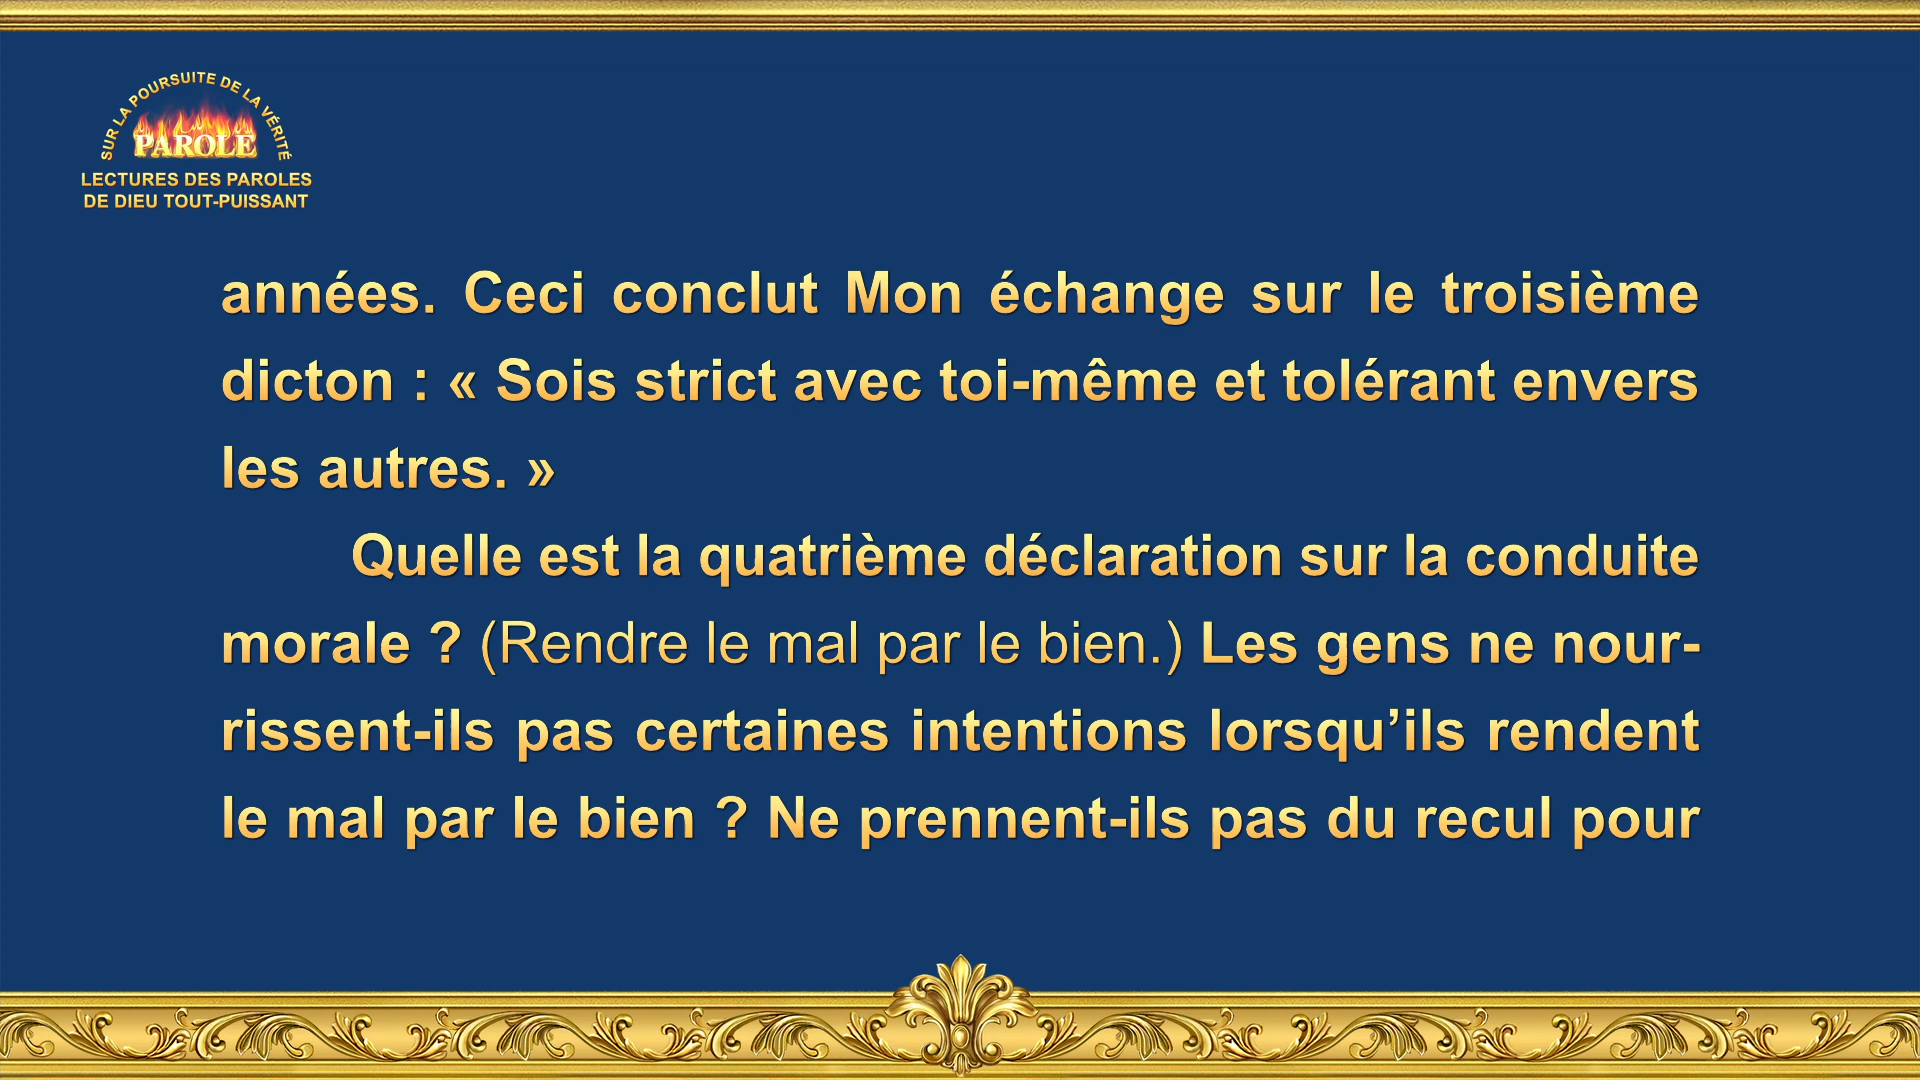 SUR LA POURSUITE DE LA VÉRITÉ
PAROLE
LECTURES DES PAROLES
DE DIEU TOUT-PUISSANT
années. Ceci conclut Mon échange sur le troisième
dicton : « Sois strict avec toi-même et tolérant envers
les autres. »
Quelle est la quatrième déclaration sur la conduite
morale ? (Rendre le mal par le bien.) Les gens ne nour-
rissent-ils pas certaines intentions lorsqu’ils rendent
le mal par le bien ? Ne prennent-ils pas du recul pour